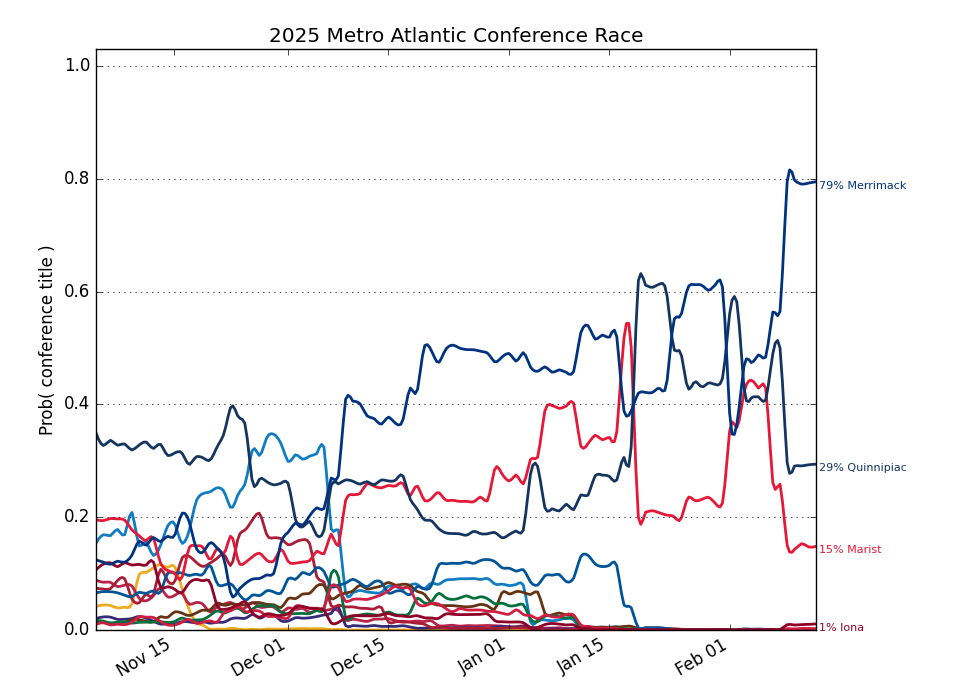 2025 Metro Atlantic Conference Race
Prob( conference title )
1.0
0.8
0.6
0.4
0.2
0.0
79% Merrimack
29% Quinnipiac
15% Marist
1% Iona
Nov 15
Dec 01
Dec 15
Jan 01
Jan 15
Feb 01